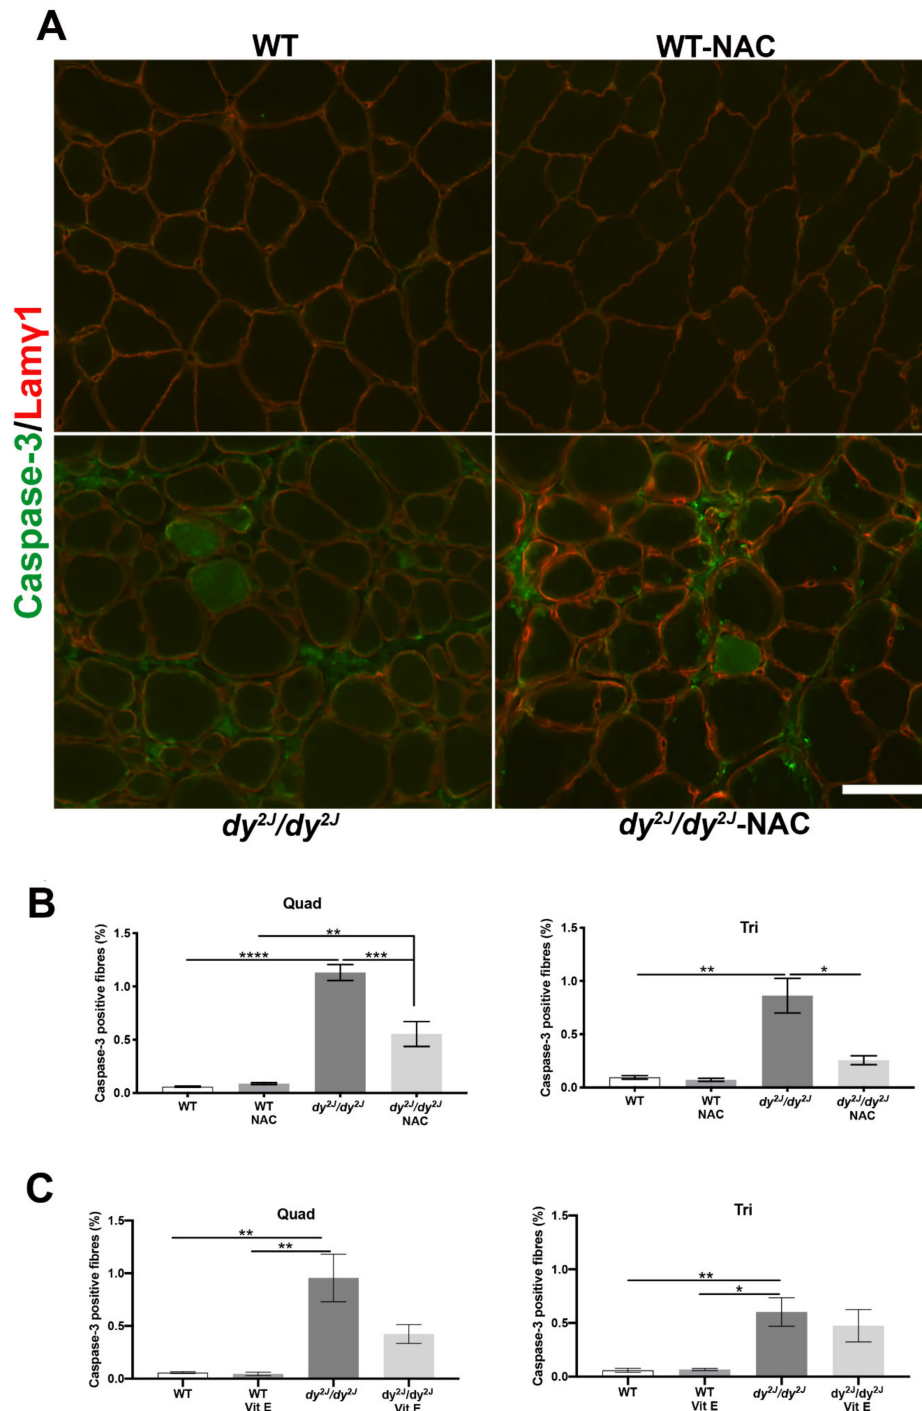 A
WT
WT-NAC
Caspase-3/Lamγ1
dy²ᴶ/dy²ᴶ
dy²ᴶ/dy²ᴶ-NAC
B
Quad
Caspase-3 positive fibres (%)
1.5
1.0
0.5
0.0
**
****
***
WT
WT NAC
dy²ᴶ/dy²ᴶ
dy²ᴶ/dy²ᴶ NAC
Tri
Caspase-3 positive fibres (%)
1.5
1.0
0.5
0.0
**
*
WT
WT NAC
dy²ᴶ/dy²ᴶ
dy²ᴶ/dy²ᴶ NAC
C
Quad
Caspase-3 positive fibres (%)
1.5
1.0
0.5
0.0
**
**
WT
WT Vit E
dy²ᴶ/dy²ᴶ
dy²ᴶ/dy²ᴶ Vit E
Tri
Caspase-3 positive fibres (%)
1.5
1.0
0.5
0.0
**
*
WT
WT Vit E
dy²ᴶ/dy²ᴶ
dy²ᴶ/dy²ᴶ Vit E